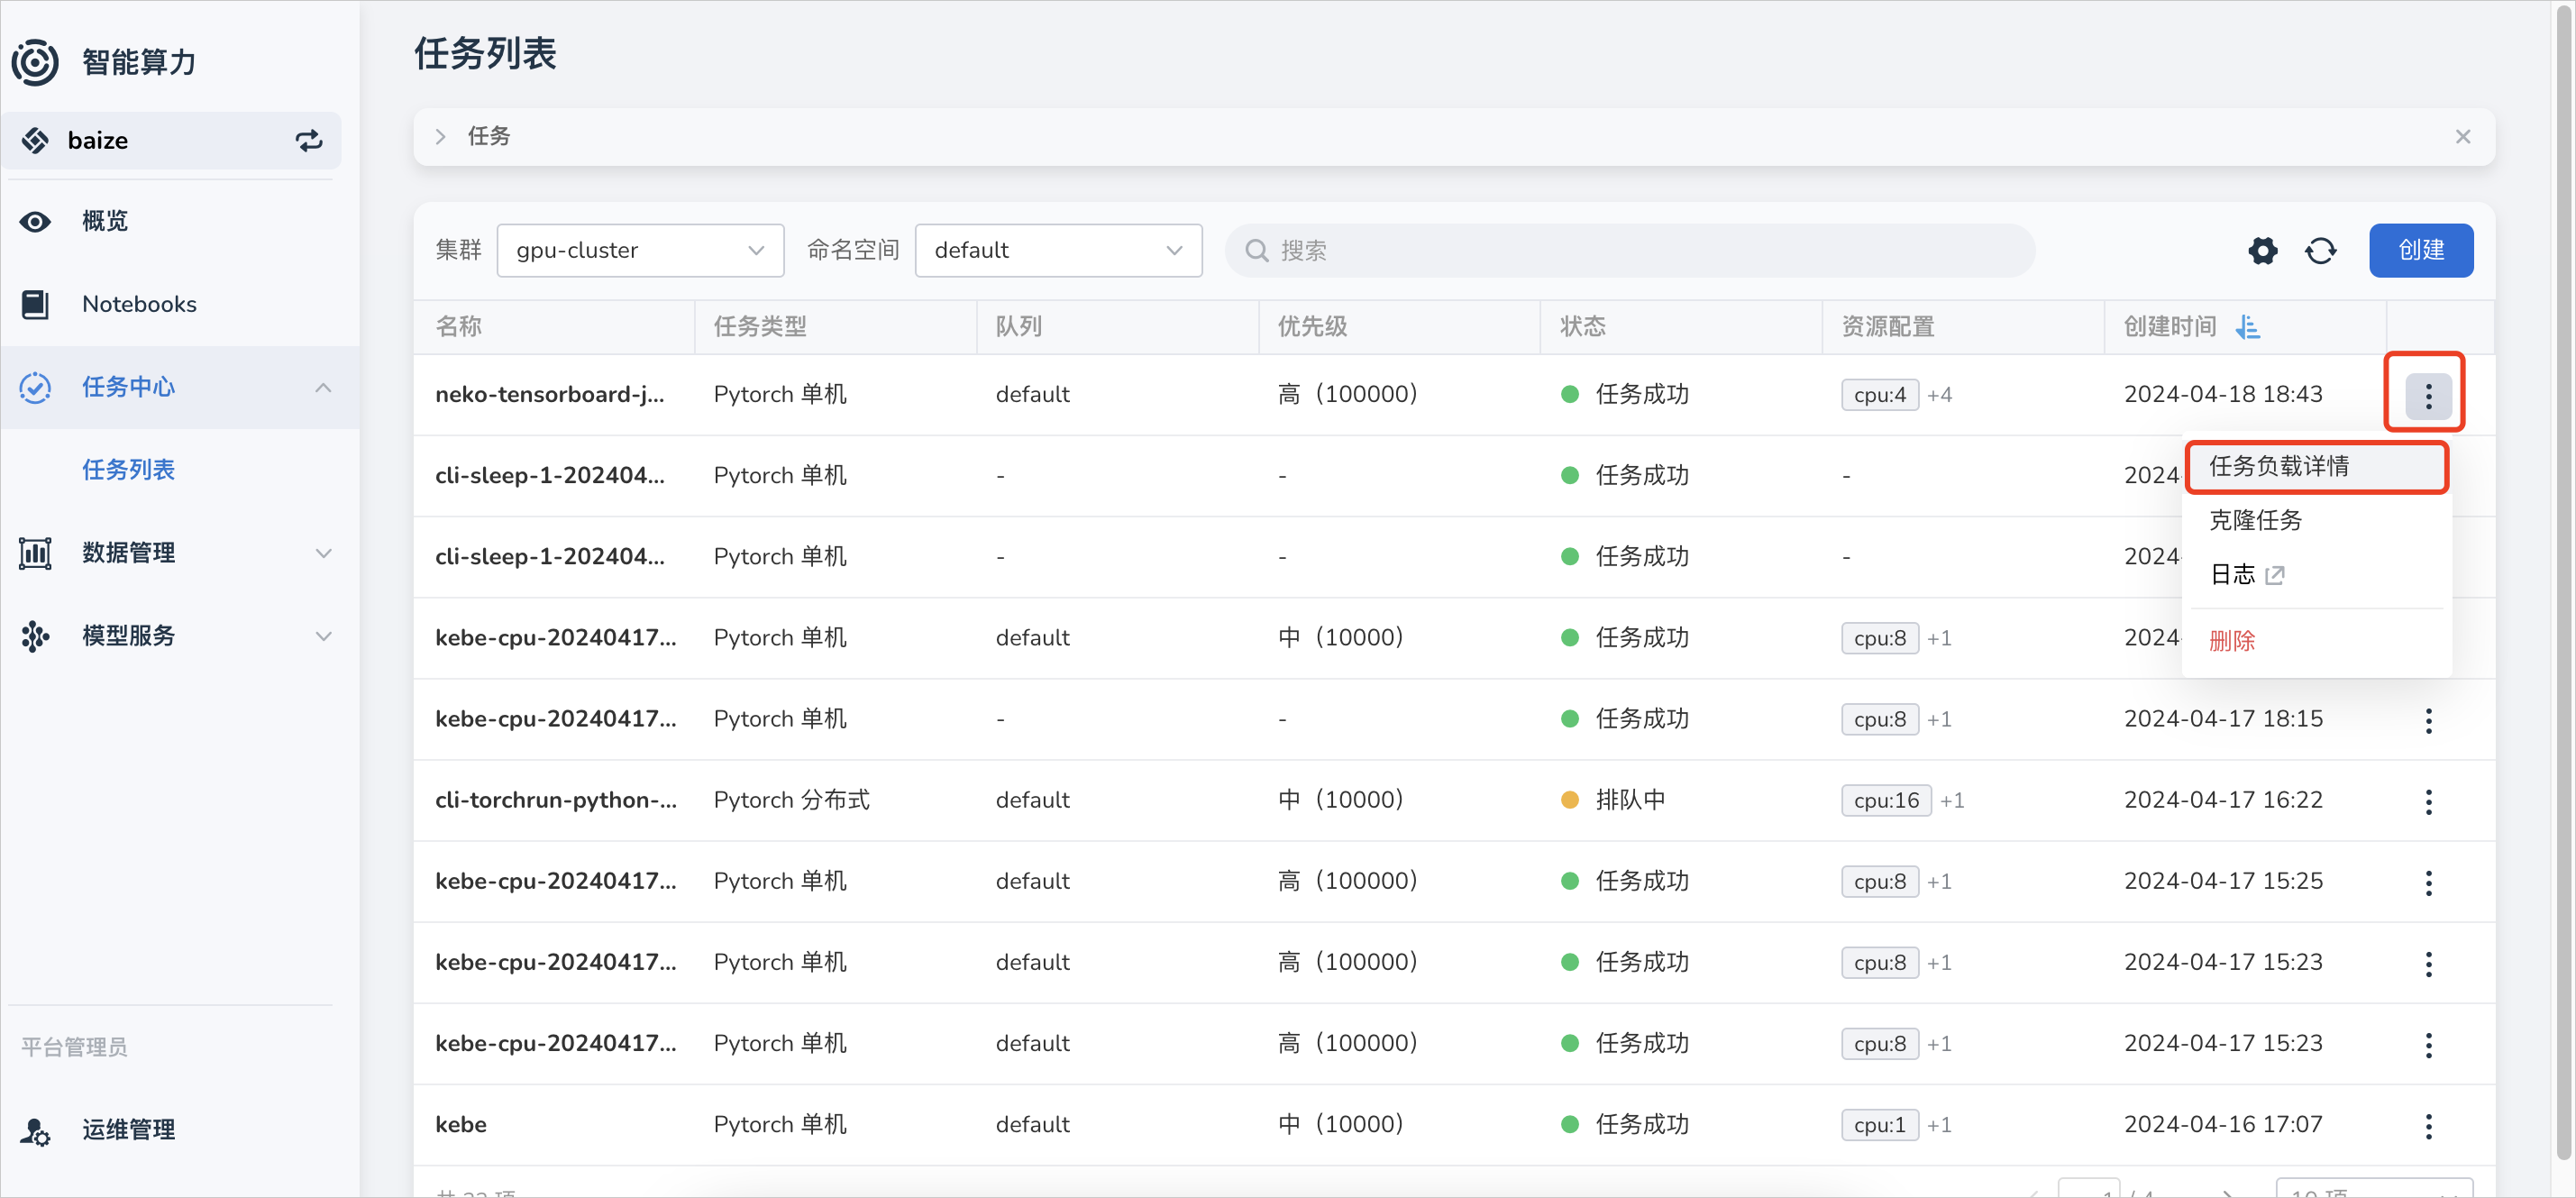 智能算力
baize
概览
Notebooks
任务中心
任务列表
数据管理
模型服务
平台管理员
运维管理
任务列表
任务
集群 gpu-cluster 命名空间 default 搜索 创建
名称 任务类型 队列 优先级 状态 资源配置 创建时间
neko-tensorboard-j... Pytorch 单机 default 高（100000） 任务成功 cpu:4 +4 2024-04-18 18:43
cli-sleep-1-202404... Pytorch 单机 - - 任务成功 - 2024-
cli-sleep-1-202404... Pytorch 单机 - - 任务成功 - 2024-
kebe-cpu-20240417... Pytorch 单机 default 中（10000） 任务成功 cpu:8 +1 2024-
任务负载详情
克隆任务
日志
删除
kebe-cpu-20240417... Pytorch 单机 - - 任务成功 cpu:8 +1 2024-04-17 18:15
cli-torchrun-python-... Pytorch 分布式 default 中（10000） 排队中 cpu:16 +1 2024-04-17 16:22
kebe-cpu-20240417... Pytorch 单机 default 高（100000） 任务成功 cpu:8 +1 2024-04-17 15:25
kebe-cpu-20240417... Pytorch 单机 default 高（100000） 任务成功 cpu:8 +1 2024-04-17 15:23
kebe-cpu-20240417... Pytorch 单机 default 高（100000） 任务成功 cpu:8 +1 2024-04-17 15:23
kebe Pytorch 单机 default 中（10000） 任务成功 cpu:1 +1 2024-04-16 17:07